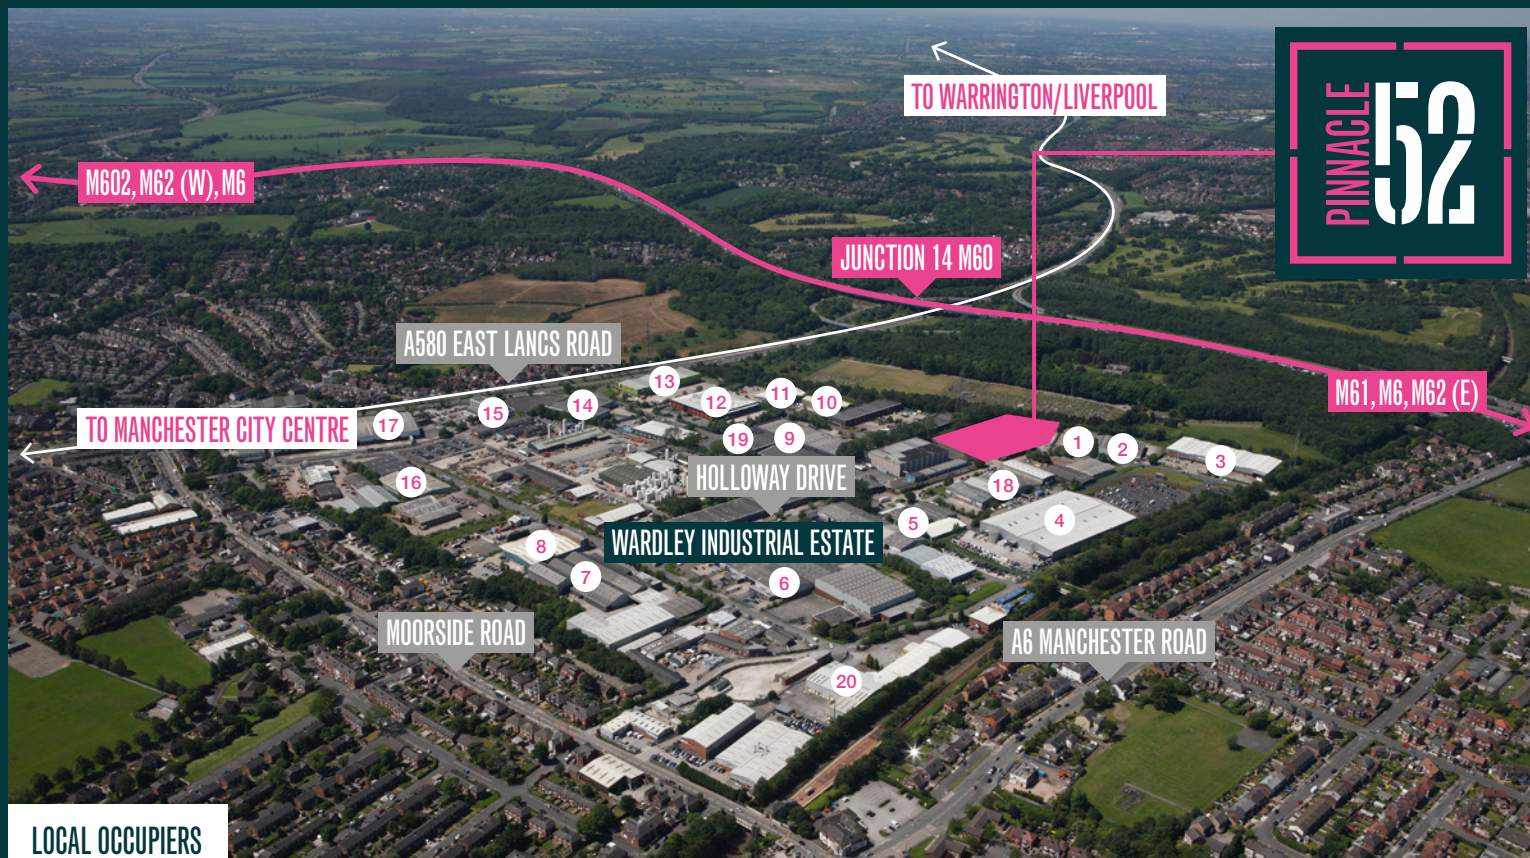 TO WARRINGTON/LIVERPOOL
PINNACLE
52
M602, M62 (W), M6
JUNCTION 14 M60
A580 EAST LANCS ROAD
M61, M6, M62 (E)
TO MANCHESTER CITY CENTRE
13
12
11
10
14
15
17
19
9
1
2
3
HOLLOWAY DRIVE
16
18
5
4
WARDLEY INDUSTRIAL ESTATE
8
7
6
MOORSIDE ROAD
A6 MANCHESTER ROAD
20
LOCAL OCCUPIERS